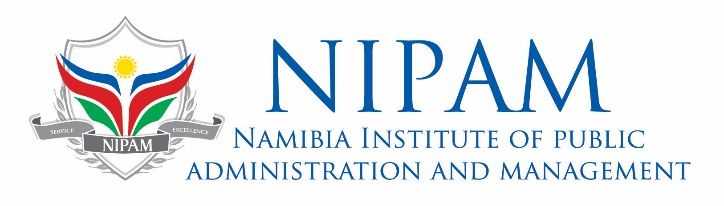 SERVICE
EXCELLENCE
NIPAM
NIPAM
NAMIBIA INSTITUTE OF PUBLIC
ADMINISTRATION AND MANAGEMENT